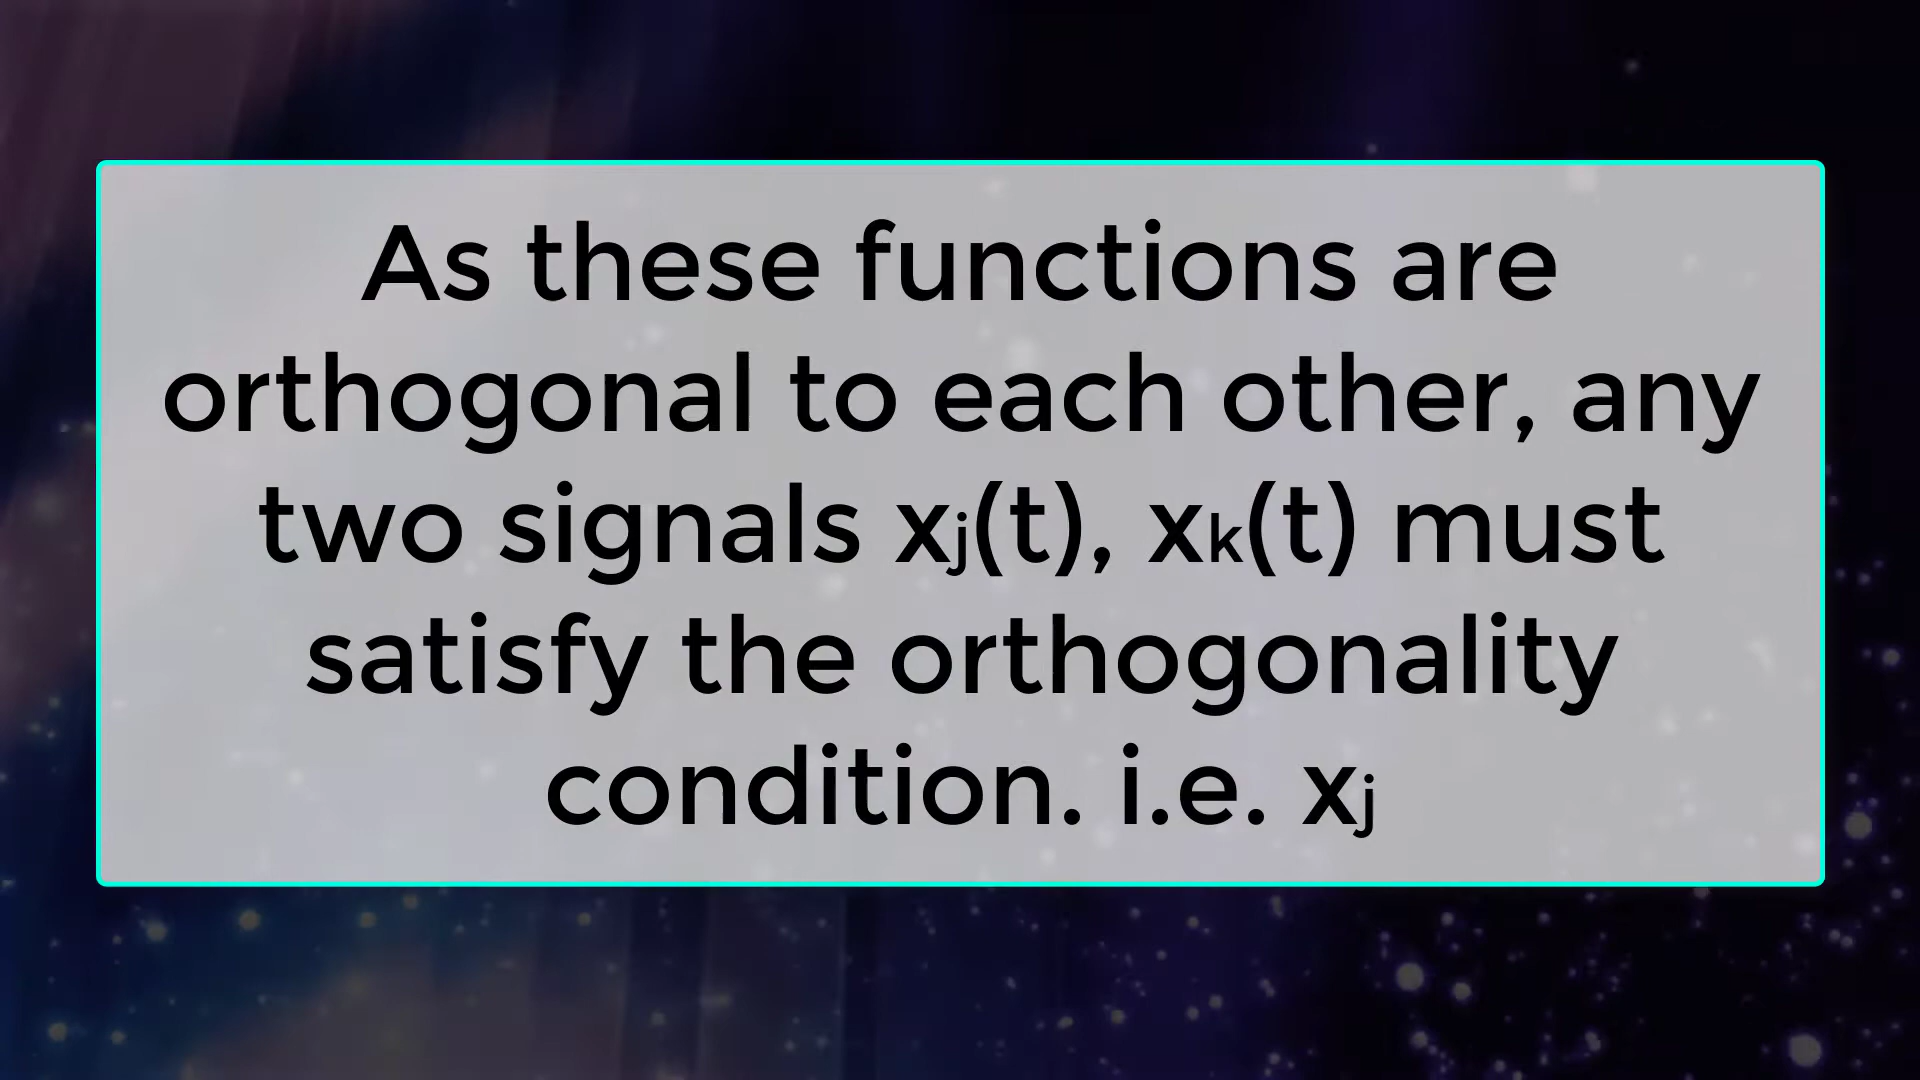 As these functions are
orthogonal to each other, any
two signals xj(t), xk(t) must
satisfy the orthogonality
condition. i.e. xj